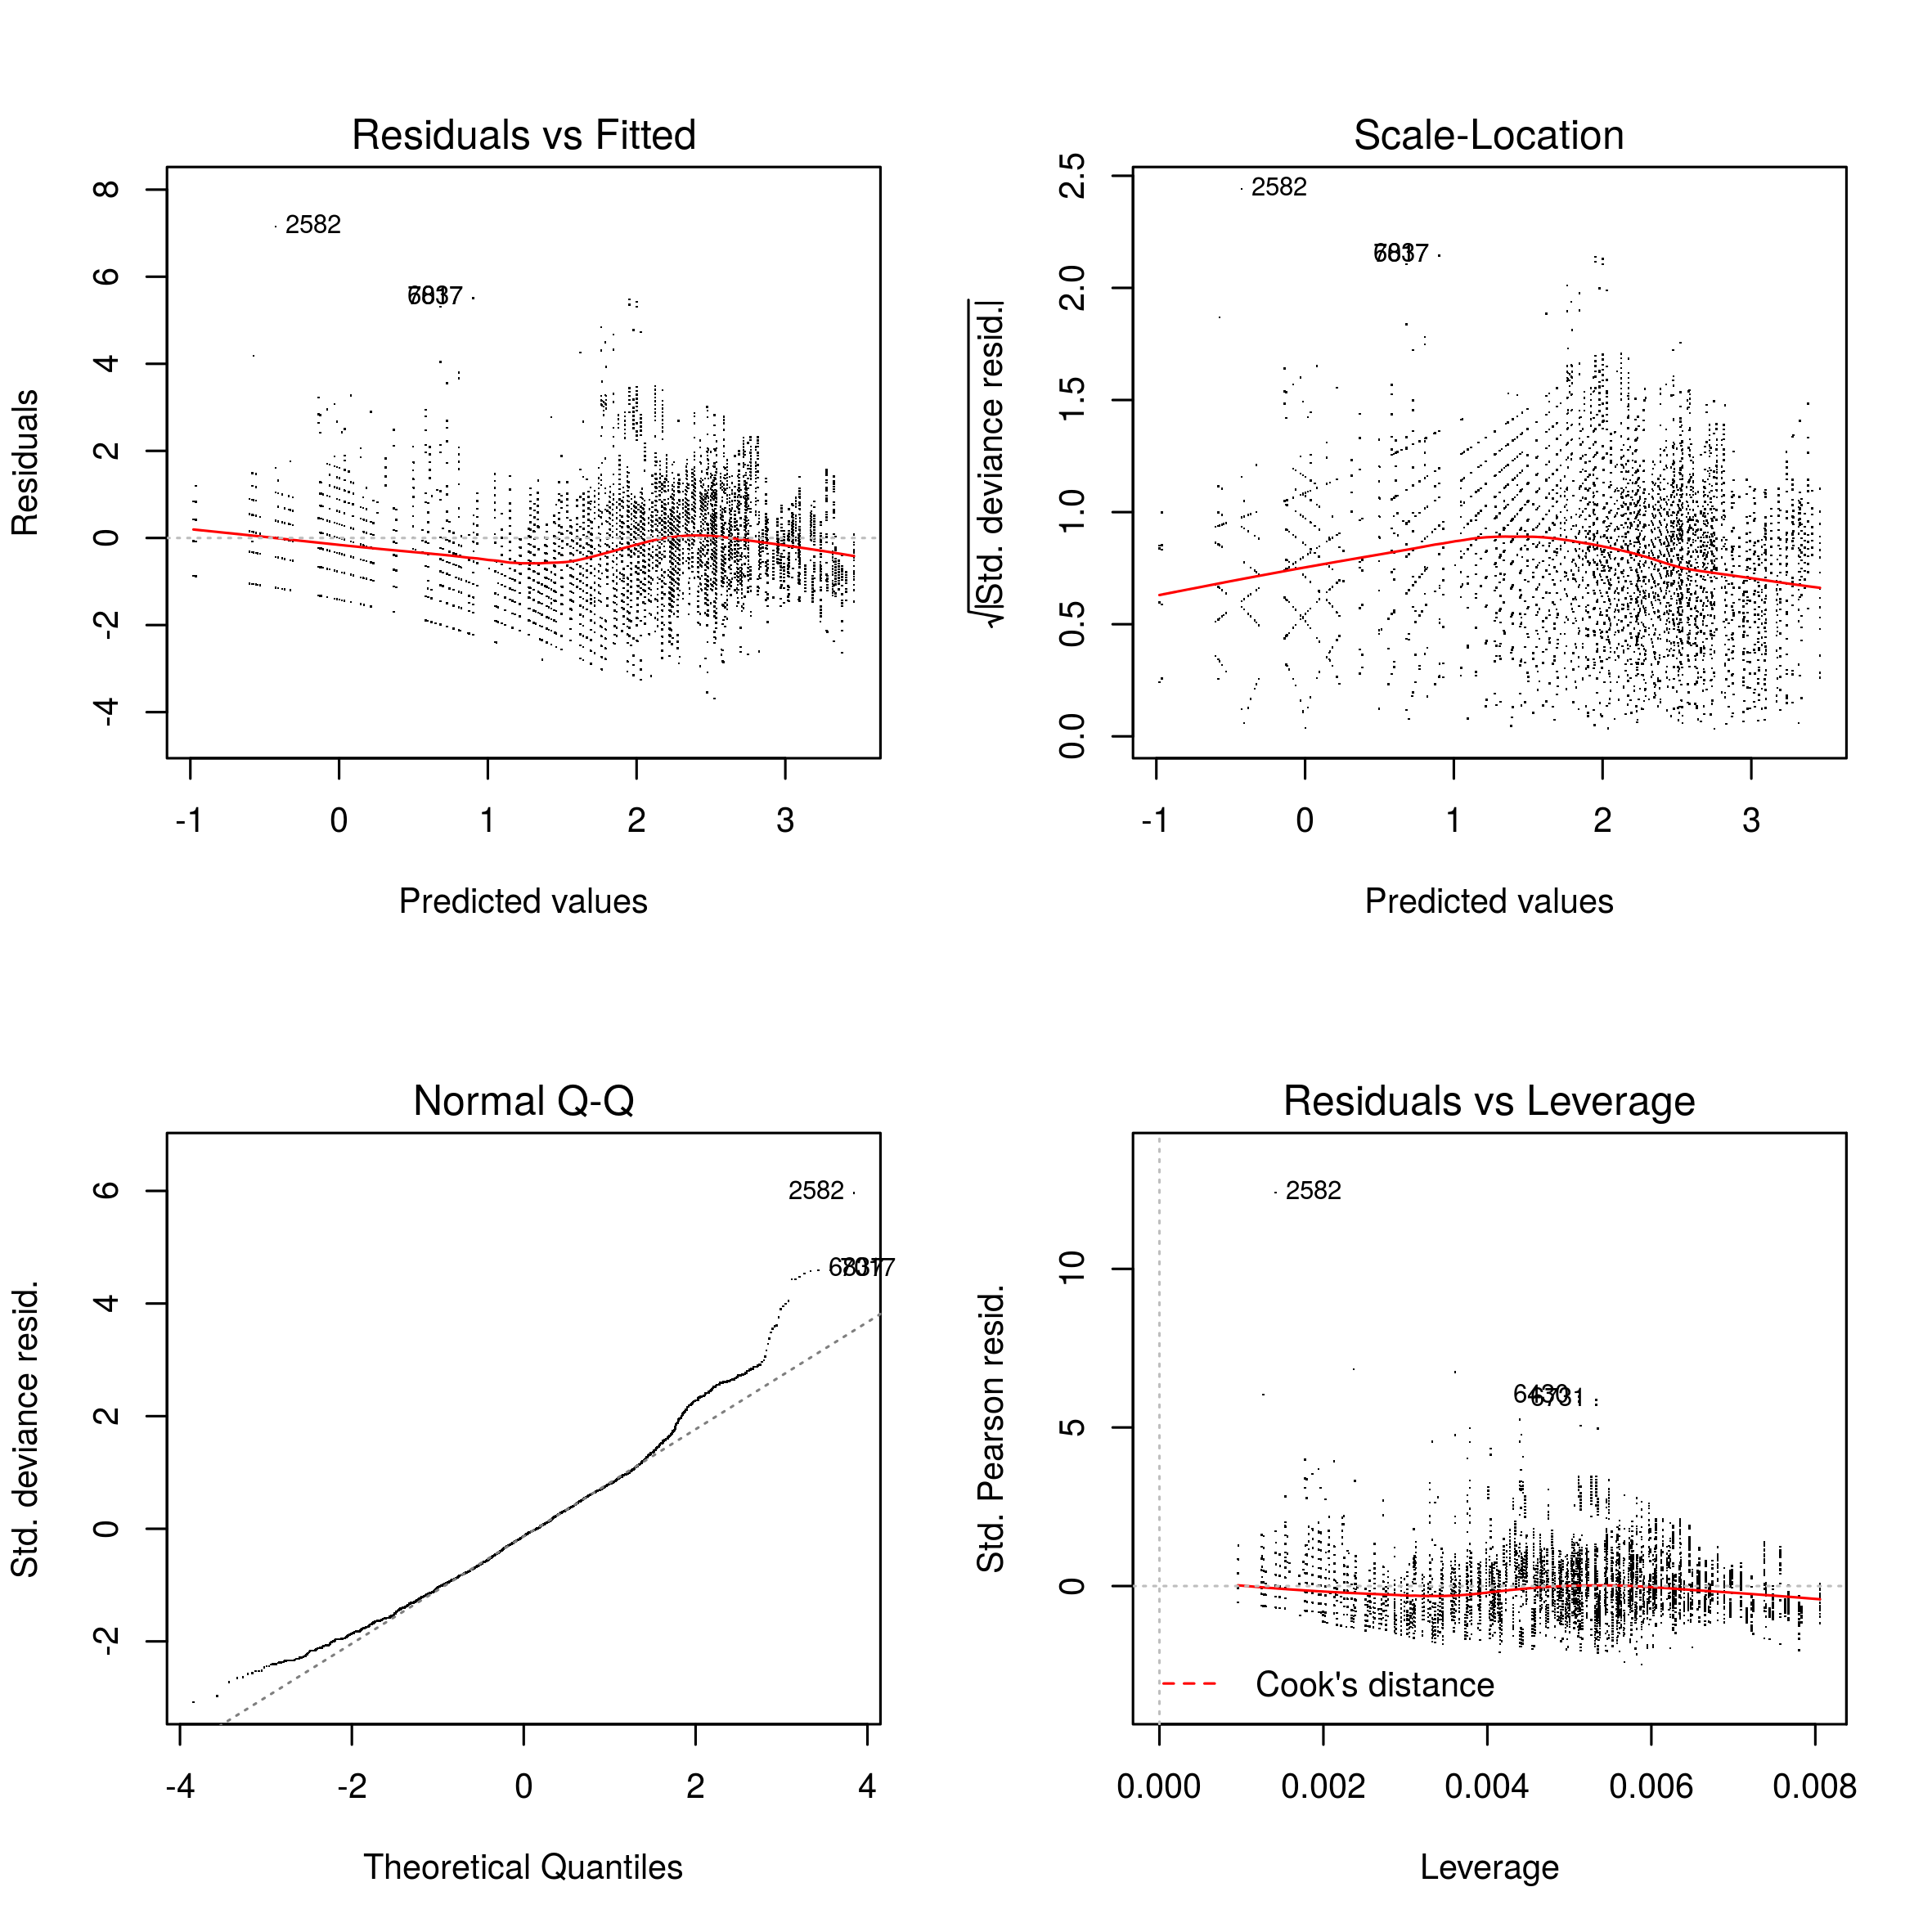 Residuals vs Fitted
Residuals
8
6
4
2
0
-2
-4
2582
-1 0 1 2 3
Predicted values
Scale-Location
√|Std. deviance resid.|
2.5
2.0
1.5
1.0
0.5
0.0
2582
-1 0 1 2 3
Predicted values
Normal Q-Q
Std. deviance resid.
6
4
2
0
-2
2582
-4 -2 0 2 4
Theoretical Quantiles
Residuals vs Leverage
Std. Pearson resid.
10
5
0
2582
6430
6731
Cook's distance
0.000 0.002 0.004 0.006 0.008
Leverage